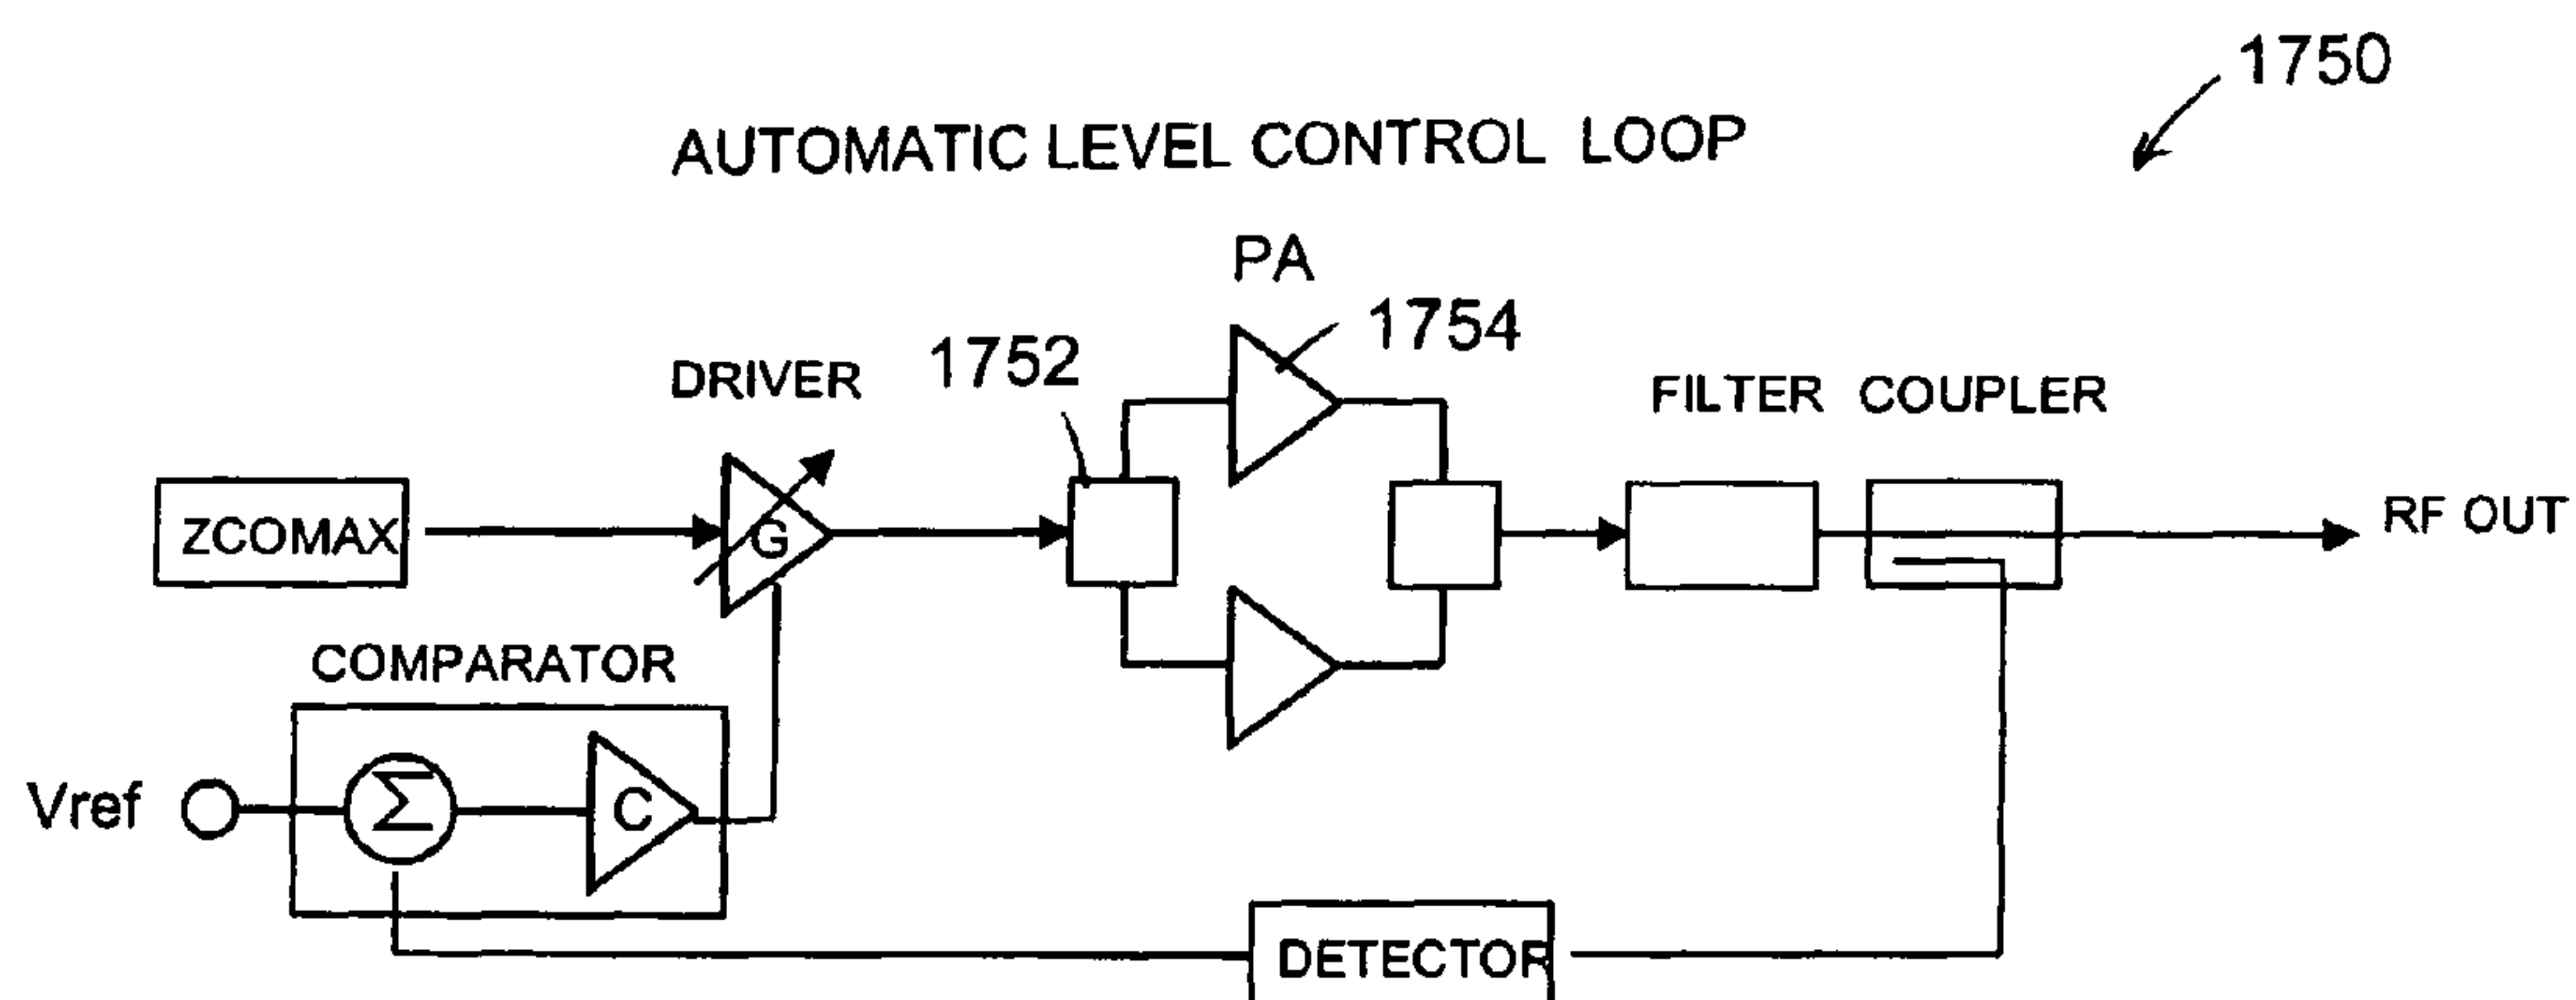 1750
AUTOMATIC LEVEL CONTROL LOOP
PA
1754
1752
DRIVER
FILTER COUPLER
ZCOMAX
G
RF OUT
COMPARATOR
Vref
Σ
C
DETECTOR